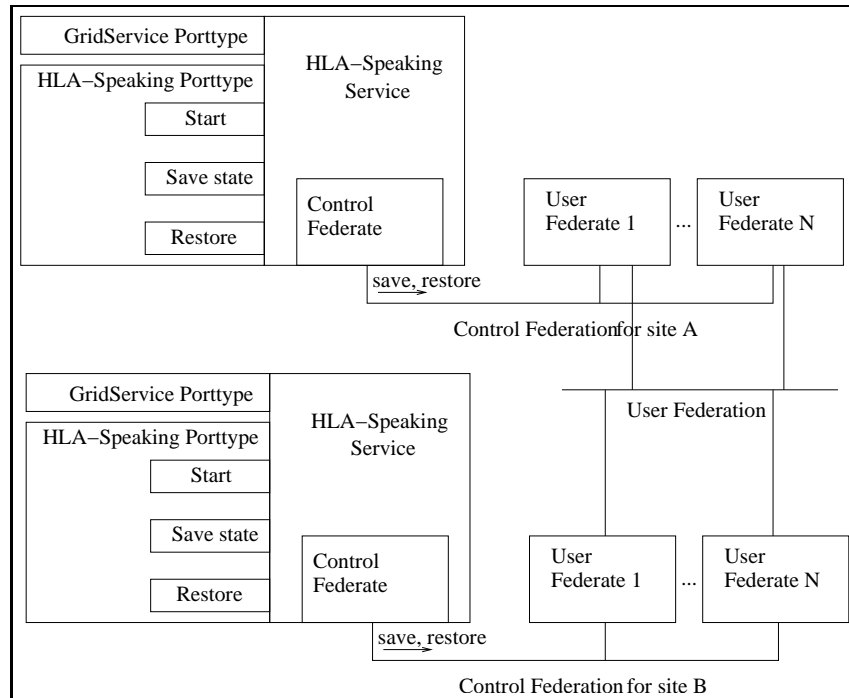 GridService Porttype
HLA−Speaking Porttype
Start
Save state
Restore
HLA−Speaking
Service
Control
Federate
save, restore
User
Federate 1
...
User
Federate N
Control Federation for site A
User Federation
GridService Porttype
HLA−Speaking Porttype
Start
Save state
Restore
HLA−Speaking
Service
Control
Federate
save, restore
User
Federate 1
...
User
Federate N
Control Federation for site B